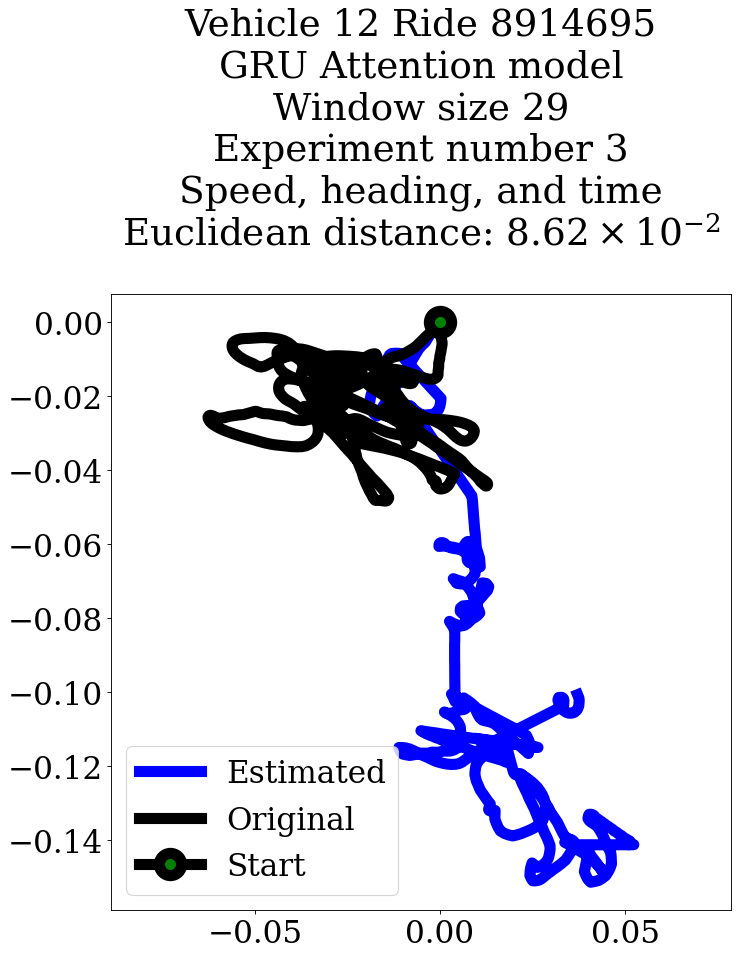 Vehicle 12 Ride 8914695
GRU Attention model
Window size 29
Experiment number 3
Speed, heading, and time
Euclidean distance: 8.62 × 10⁻²
0.00
−0.02
−0.04
−0.06
−0.08
−0.10
−0.12
−0.14
Estimated
Original
Start
−0.05 0.00 0.05